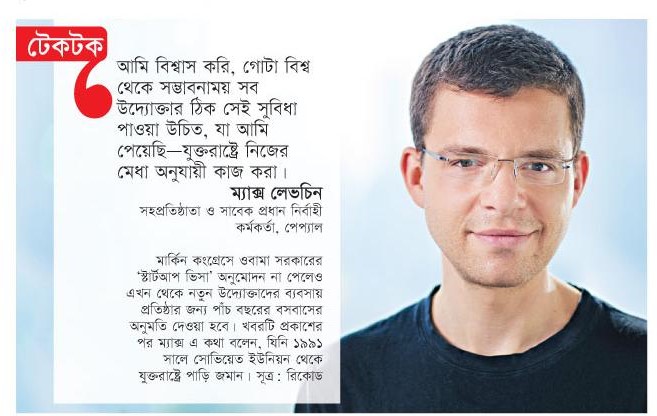 টেকটক
আমি বিশ্বাস করি, গোটা বিশ্ব
থেকে সম্ভাবনাময় সব
উদ্যোক্তার ঠিক সেই সুবিধা
পাওয়া উচিত, যা আমি
পেয়েছি—যুক্তরাষ্ট্রে নিজের
মেধা অনুযায়ী কাজ করা।
ম্যাক্স লেভচিন
সহপ্রতিষ্ঠাতা ও সাবেক প্রধান নির্বাহী
কর্মকর্তা, পেপ্যাল
মার্কিন কংগ্রেসে ওবামা সরকারের
‘স্টার্টআপ ভিসা’ অনুমোদন না পেলেও
এখন থেকে নতুন উদ্যোক্তাদের ব্যবসায়
প্রতিষ্ঠার জন্য পাঁচ বছরের বসবাসের
অনুমতি দেওয়া হবে। খবরটি প্রকাশের
পর ম্যাক্স এ কথা বলেন, যিনি ১৯৯১
সালে সোভিয়েত ইউনিয়ন থেকে
যুক্তরাষ্ট্রে পাড়ি জমান। সূত্র : রিকোড